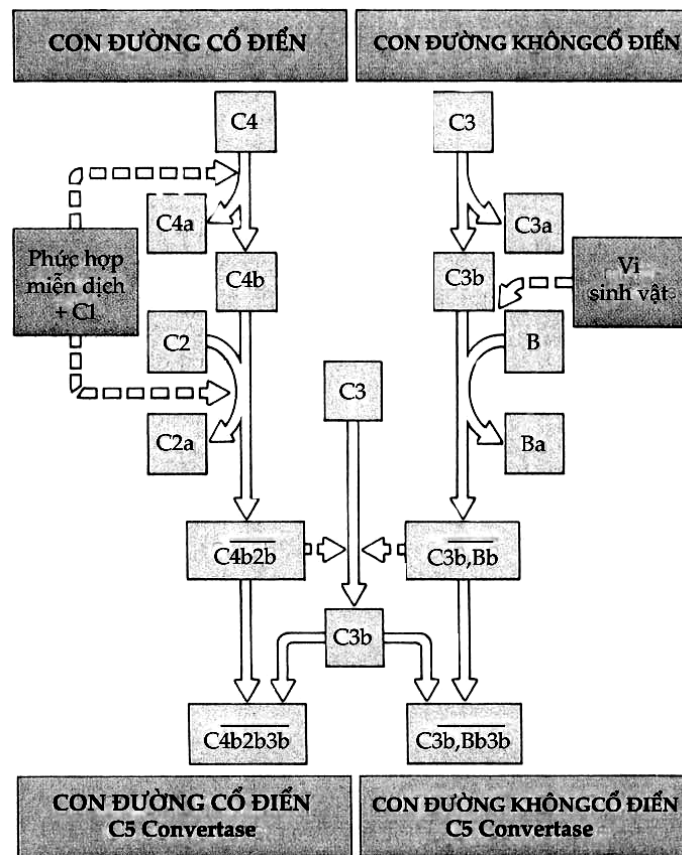 CON ĐƯỜNG CỔ ĐIỂN
CON ĐƯỜNG KHÔNGCỔ ĐIỂN
C4
C3
C4a
C3a
Phức hợp
miễn dịch
+ C1
C4b
C3b
Vi
sinh vật
C2
B
C3
C2a
Ba
C4b2b
C3b,Bb
C3b
C4b2b3b
C3b,Bb3b
CON ĐƯỜNG CỔ ĐIỂN
C5 Convertase
CON ĐƯỜNG KHÔNGCỔ ĐIỂN
C5 Convertase